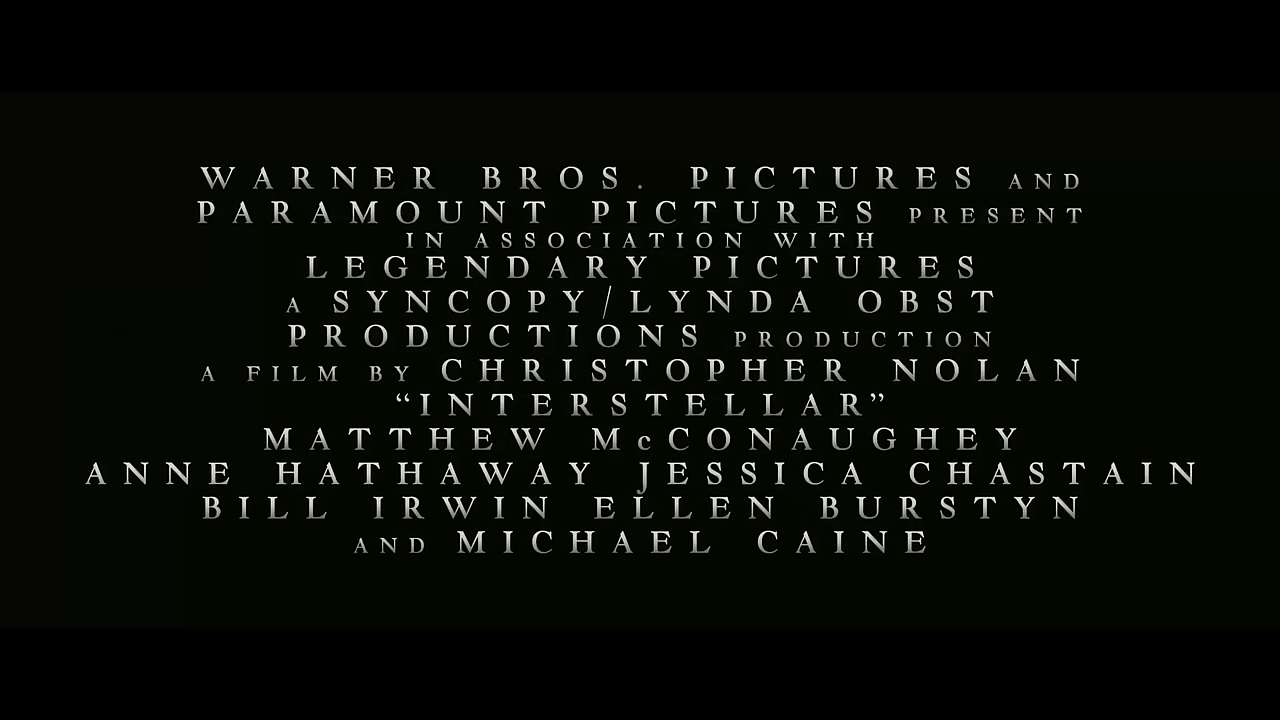 WARNER BROS. PICTURES AND
PARAMOUNT PICTURES PRESENT
IN ASSOCIATION WITH
LEGENDARY PICTURES
A SYNCOPY/LYNDA OBST
PRODUCTIONS PRODUCTION
A FILM BY CHRISTOPHER NOLAN
“INTERSTELLAR”
MATTHEW McCONAUGHEY
ANNE HATHAWAY JESSICA CHASTAIN
BILL IRWIN ELLEN BURSTYN
AND MICHAEL CAINE